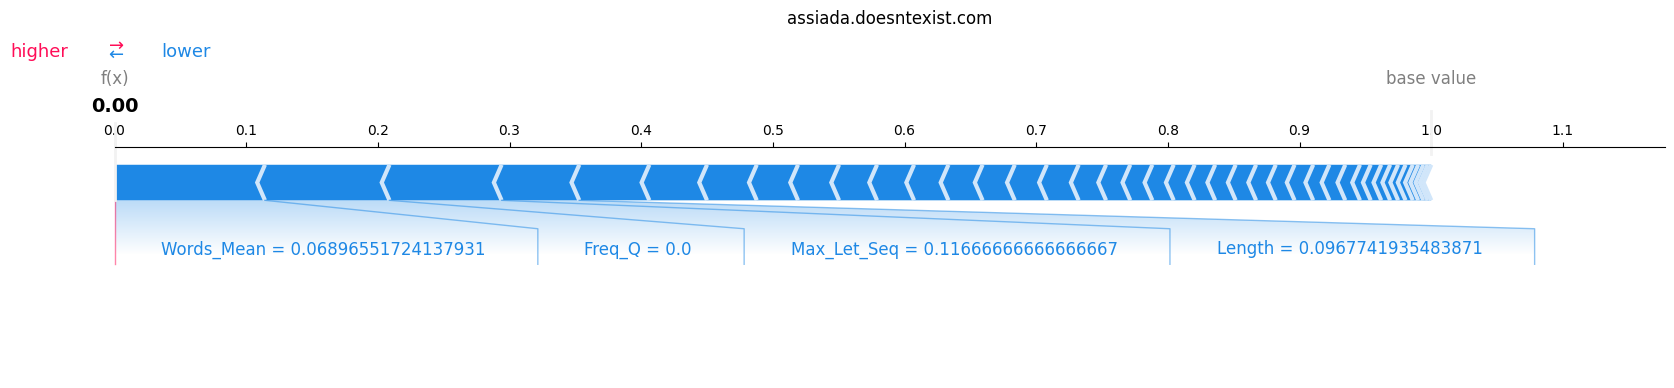 assiada.doesntexist.com
higher → ← lower
f(x) base value
0.00
0.0 0.1 0.2 0.3 0.4 0.5 0.6 0.7 0.8 0.9 1.0 1.1
Words_Mean = 0.06896551724137931 Freq_Q = 0.0 Max_Let_Seq = 0.11666666666666667 Length = 0.0967741935483871